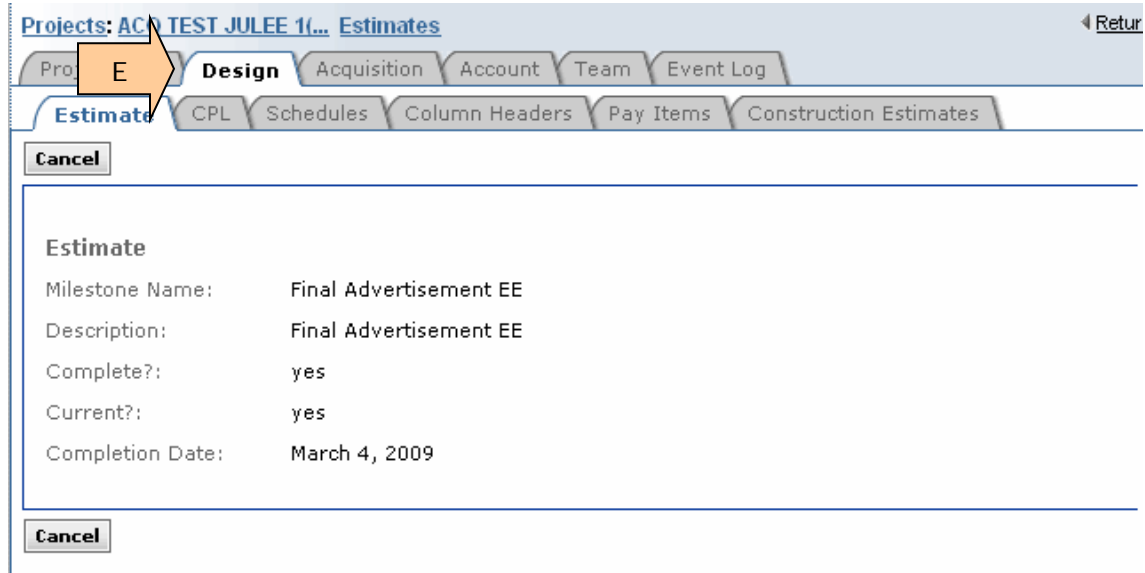 Projects: ACQ TEST JULEE 1(... Estimates Retur
E Design Acquisition Account Team Event Log
Estimate CPL Schedules Column Headers Pay Items Construction Estimates
Cancel
Estimate
Milestone Name: Final Advertisement EE
Description: Final Advertisement EE
Complete?: yes
Current?: yes
Completion Date: March 4, 2009
Cancel